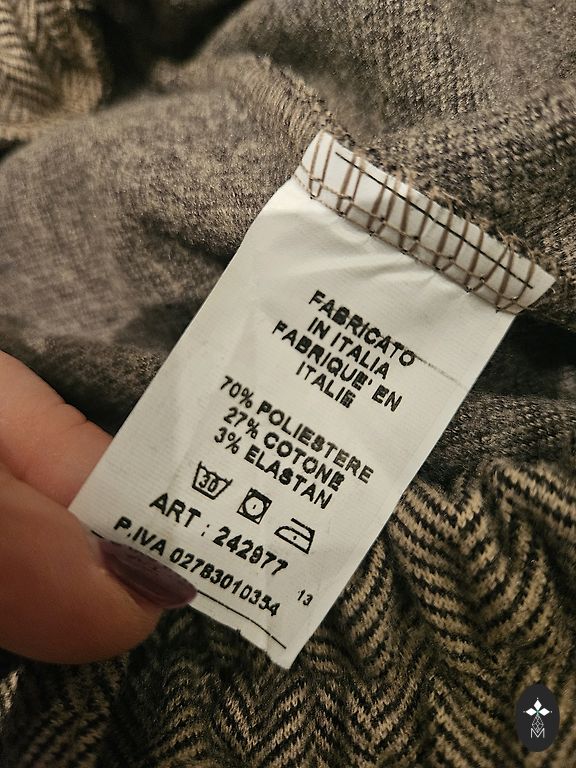 FABRICATO
IN ITALIA
FABRIQUE' EN
ITALIE
70% POLIESTERE
27% COTONE
3% ELASTAN
30
ART : 242977
P.IVA 02783010354
13
M